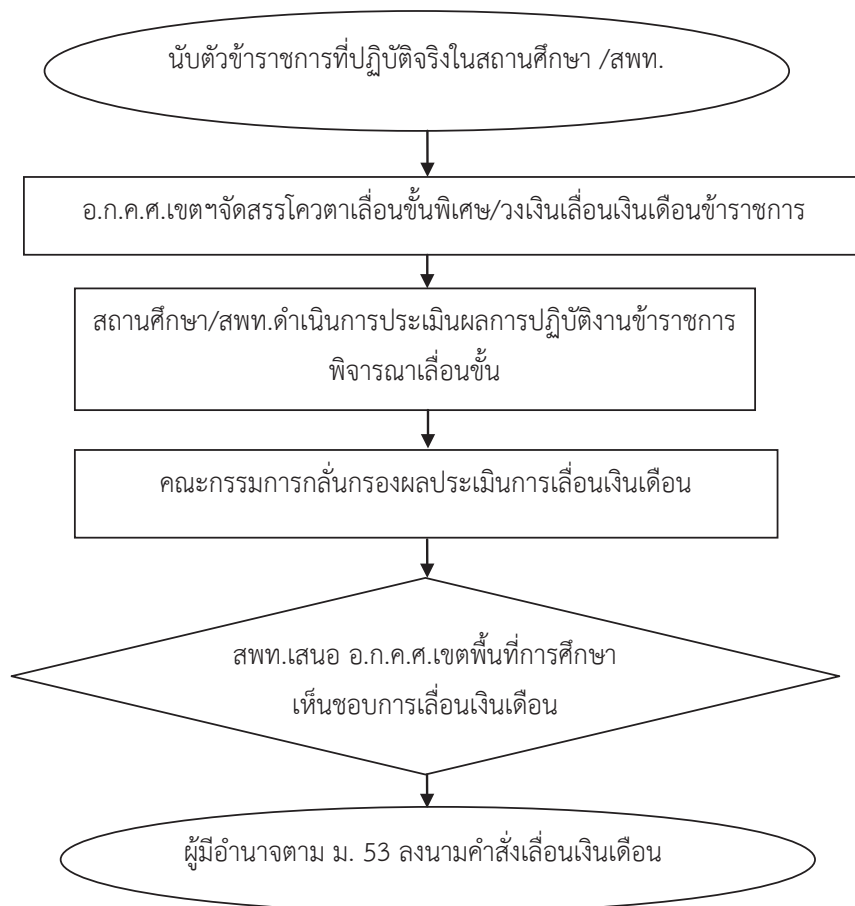 นับตัวข้าราชการที่ปฏิบัติจริงในสถานศึกษา /สพท.
อ.ก.ค.ศ.เขตฯจัดสรรโควตาเลื่อนขั้นพิเศษ/วงเงินเลื่อนเงินเดือนข้าราชการ
สถานศึกษา/สพท.ดำเนินการประเมินผลการปฏิบัติงานข้าราชการ
พิจารณาเลื่อนขั้น
คณะกรรมการกลั่นกรองผลประเมินการเลื่อนเงินเดือน
สพท.เสนอ อ.ก.ค.ศ.เขตพื้นที่การศึกษา
เห็นชอบการเลื่อนเงินเดือน
ผู้มีอำนาจตาม ม. 53 ลงนามคำสั่งเลื่อนเงินเดือน